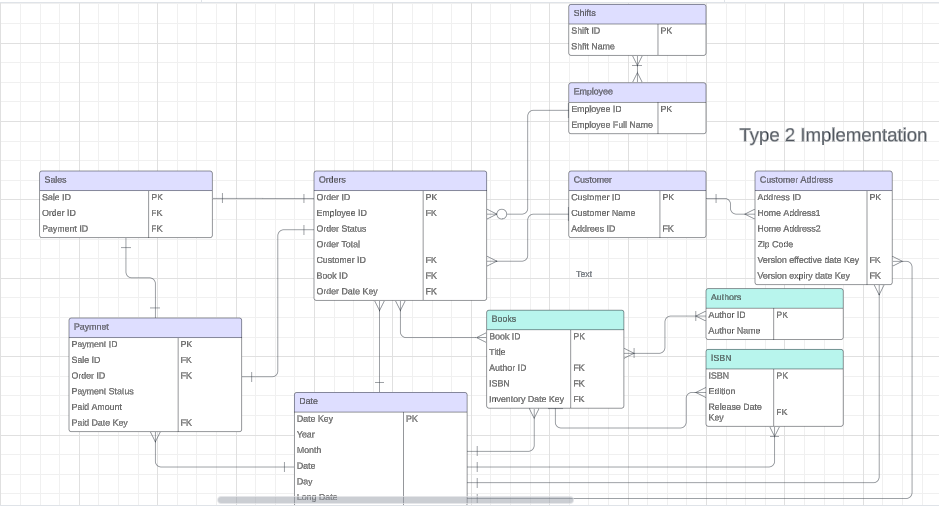 Shifts
Shift ID PK
Shfit Name
Employee
Employee ID PK
Employee Full Name
Type 2 Implementation
Sales
Sale ID PK
Order ID FK
Payment ID FK
Orders
Order ID PK
Employee ID FK
Order Status
Order Total
Customer ID FK
Book ID FK
Order Date Key FK
Customer
Customer ID PK
Customer Name
Address ID FK
Customer Address
Address ID PK
Home Address1
Home Address2
Zip Code
Version effective date Key FK
Version expiry date Key FK
Text
Authors
Author ID PK
Author Name
Books
Book ID PK
Title
Author ID FK
ISBN FK
Inventory Date Key FK
ISBN
ISBN PK
Edition
Release Date
Key FK
Paymnet
Payment ID PK
Sale ID FK
Order ID FK
Payment Status
Paid Amount
Paid Date Key FK
Date
Date Key PK
Year
Month
Date
Day
Long Date